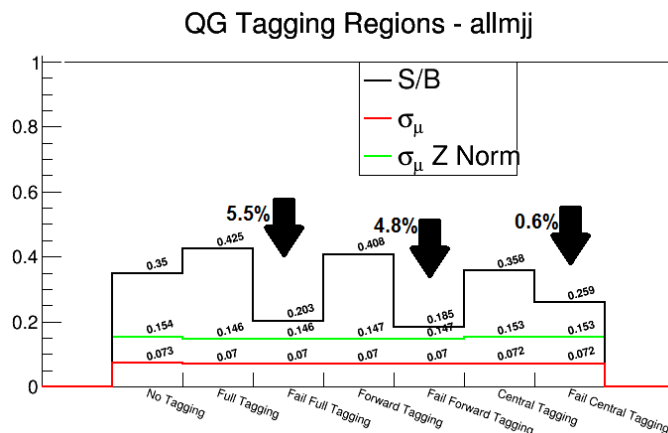 QG Tagging Regions - allmjj
1
0.8
0.6
0.4
0.2
0
S/B
σμ
σμ Z Norm
5.5%
4.8%
0.6%
0.35
0.425
0.203
0.408
0.185
0.358
0.259
0.154
0.146
0.146
0.147
0.147
0.153
0.153
0.073
0.07
0.07
0.07
0.07
0.072
0.072
No Tagging
Full Tagging
Fail Full Tagging
Forward Tagging
Fail Forward Tagging
Central Tagging
Fail Central Tagging